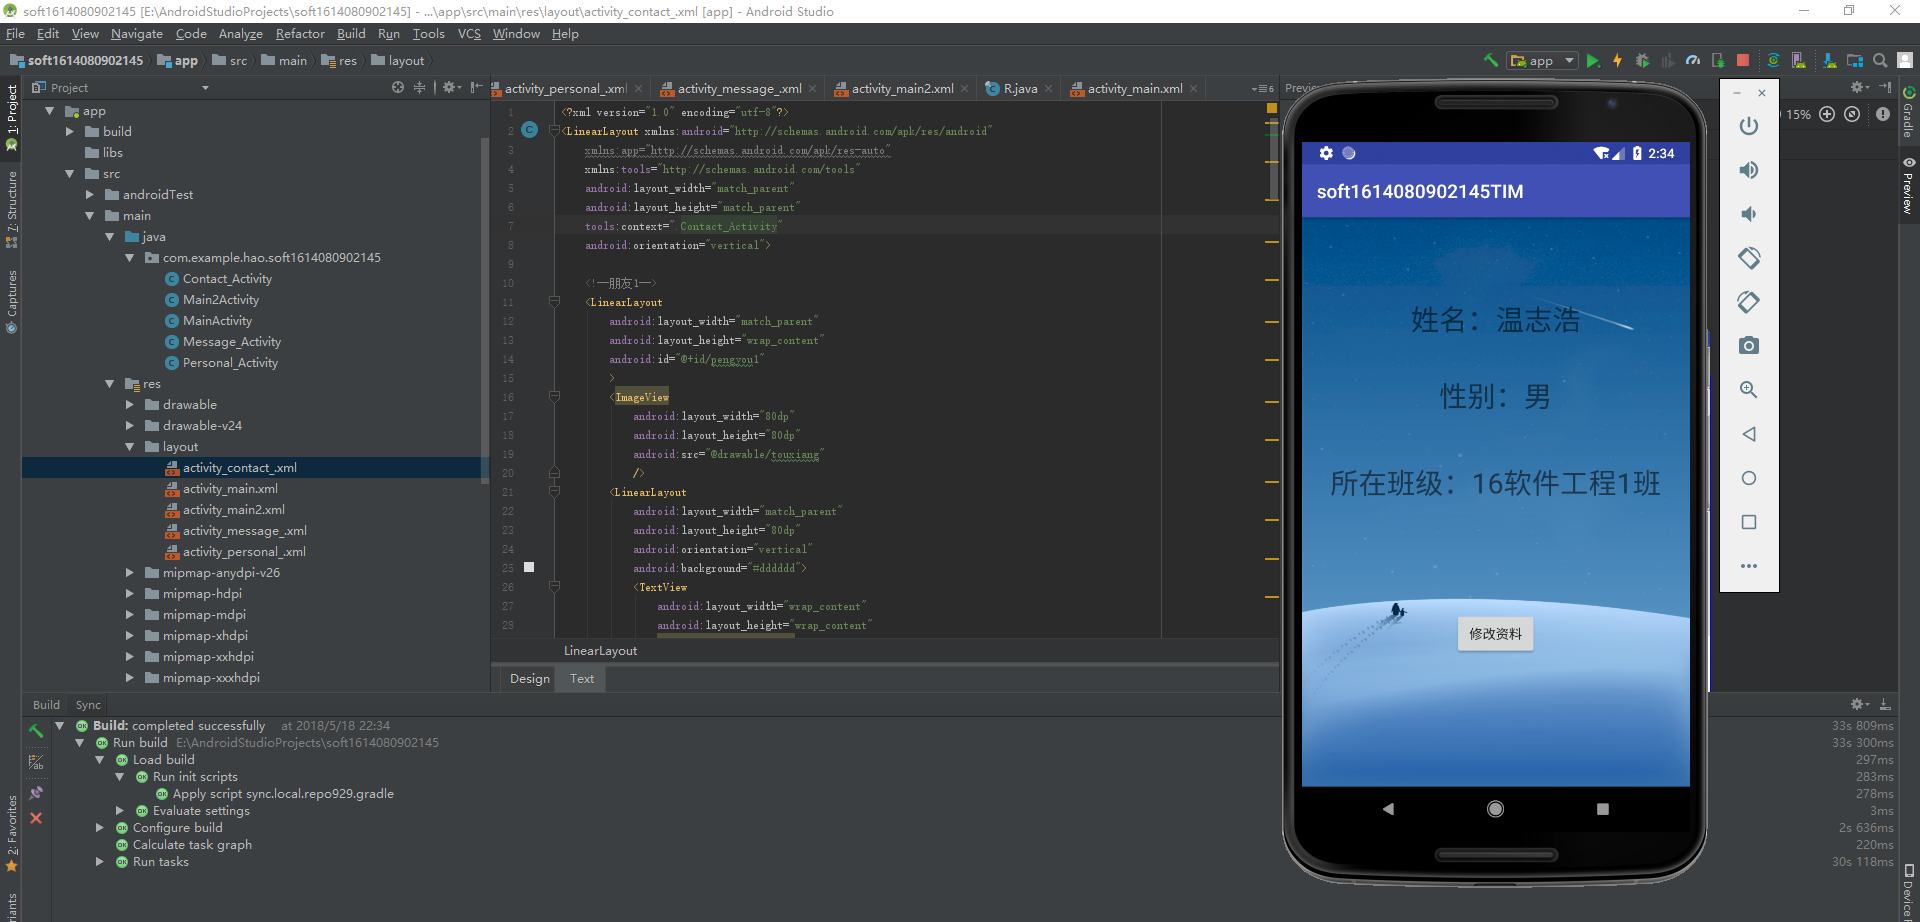 soft1614080902145 [E:\AndroidStudioProjects\soft1614080902145] - ...\app\src\main\res\layout\activity_contact_.xml [app] - Android Studio
File Edit View Navigate Code Analyze Refactor Build Run Tools VCS Window Help
soft1614080902145 app src main res layout
app
Project
activity_personal_.xml activity_message_.xml activity_main2.xml R.java activity_main.xml
6
Preview
15%
1: Project
Z: Structure
Captures
2: Favorites
Gradle
Preview
app
build
libs
src
androidTest
main
java
com.example.hao.soft1614080902145
Contact_Activity
Main2Activity
MainActivity
Message_Activity
Personal_Activity
res
drawable
drawable-v24
layout
activity_contact_.xml
activity_main.xml
activity_main2.xml
activity_message_.xml
activity_personal_.xml
mipmap-anydpi-v26
mipmap-hdpi
mipmap-mdpi
mipmap-xhdpi
mipmap-xxhdpi
mipmap-xxxhdpi
1 <?xml version="1.0" encoding="utf-8"?>
2 <LinearLayout xmlns:android="http://schemas.android.com/apk/res/android"
3 xmlns:app="http://schemas.android.com/apk/res-auto"
4 xmlns:tools="http://schemas.android.com/tools"
5 android:layout_width="match_parent"
6 android:layout_height="match_parent"
7 tools:context=".Contact_Activity"
8 android:orientation="vertical">
9
10 <!--朋友1-->
11 <LinearLayout
12 android:layout_width="match_parent"
13 android:layout_height="wrap_content"
14 android:id="@+id/pengyou1"
15 >
16 <ImageView
17 android:layout_width="80dp"
18 android:layout_height="80dp"
19 android:src="@drawable/touxiang"
20 />
21 <LinearLayout
22 android:layout_width="match_parent"
23 android:layout_height="80dp"
24 android:orientation="vertical"
25 android:background="#dddddd">
26 <TextView
27 android:layout_width="wrap_content"
28 android:layout_height="wrap_content"
LinearLayout
Design Text
2:34
soft1614080902145TIM
姓名：温志浩
性别：男
所在班级：16软件工程1班
修改资料
Build Sync
Build: completed successfully at 2018/5/18 22:34 33s 809ms
Run build E:\AndroidStudioProjects\soft1614080902145 33s 300ms
Load build 297ms
Run init scripts 283ms
Apply script sync.local.repo929.gradle 278ms
Evaluate settings 3ms
Configure build 2s 636ms
Calculate task graph 220ms
Run tasks 30s 118ms